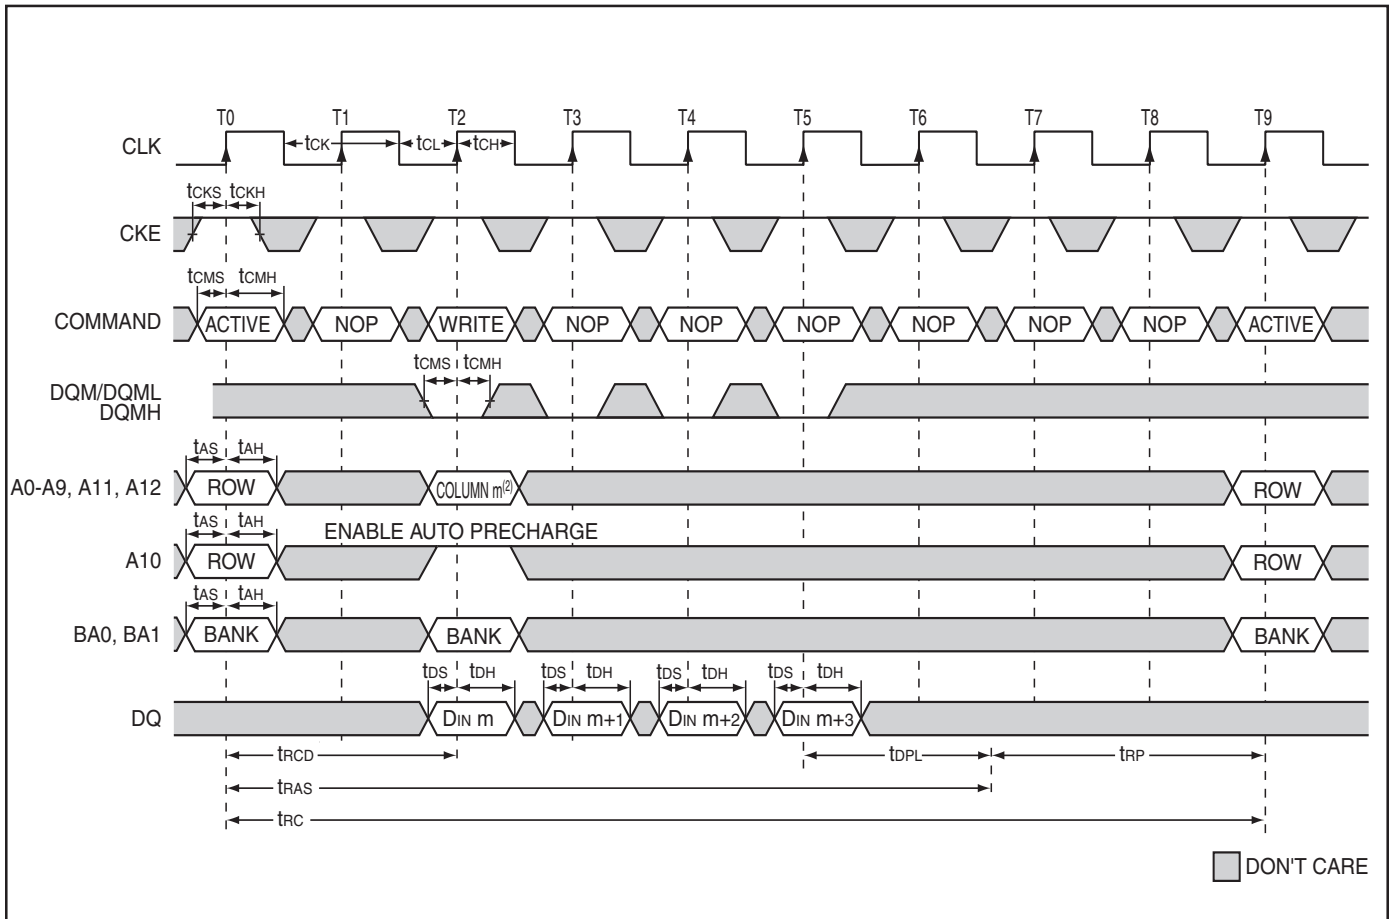 T0 T1 T2 T3 T4 T5 T6 T7 T8 T9
CLK tCK tCL tCH
tCKS tCKH
CKE
tCMS tCMH
COMMAND ACTIVE NOP WRITE NOP NOP NOP NOP NOP NOP ACTIVE
tCMS tCMH
DQM/DQML
DQMH
tAS tAH
A0-A9, A11, A12 ROW COLUMN m(2) ROW
tAS tAH ENABLE AUTO PRECHARGE
A10 ROW ROW
tAS tAH
BA0, BA1 BANK BANK BANK
tDS tDH tDS tDH tDS tDH tDS tDH
DQ DIN m DIN m+1 DIN m+2 DIN m+3
tRCD tDPL tRP
tRAS
tRC
DON'T CARE